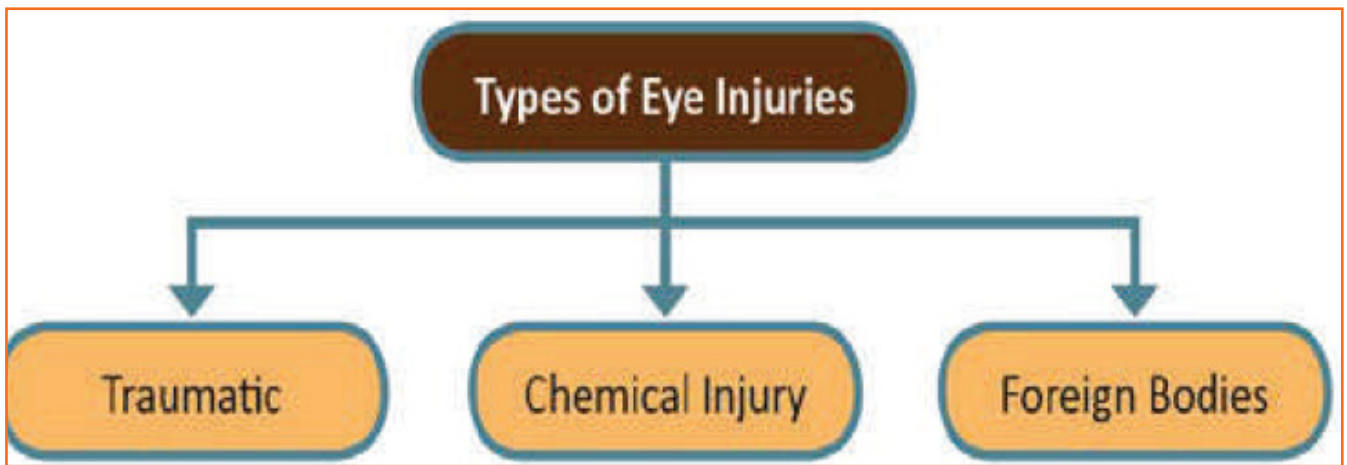 Types of Eye Injuries
Traumatic
Chemical Injury
Foreign Bodies